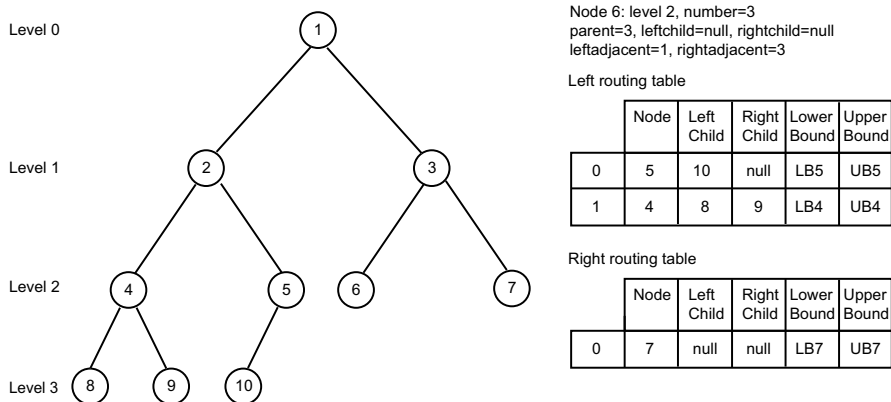 Level 0
1
Level 1
2
3
Level 2
4
5
6
7
Level 3
8
9
10
Node 6: level 2, number=3
parent=3, leftchild=null, rightchild=null
leftadjacent=1, rightadjacent=3
Left routing table
Node Left Child Right Child Lower Bound Upper Bound
0 5 10 null LB5 UB5
1 4 8 9 LB4 UB4
Right routing table
Node Left Child Right Child Lower Bound Upper Bound
0 7 null null LB7 UB7